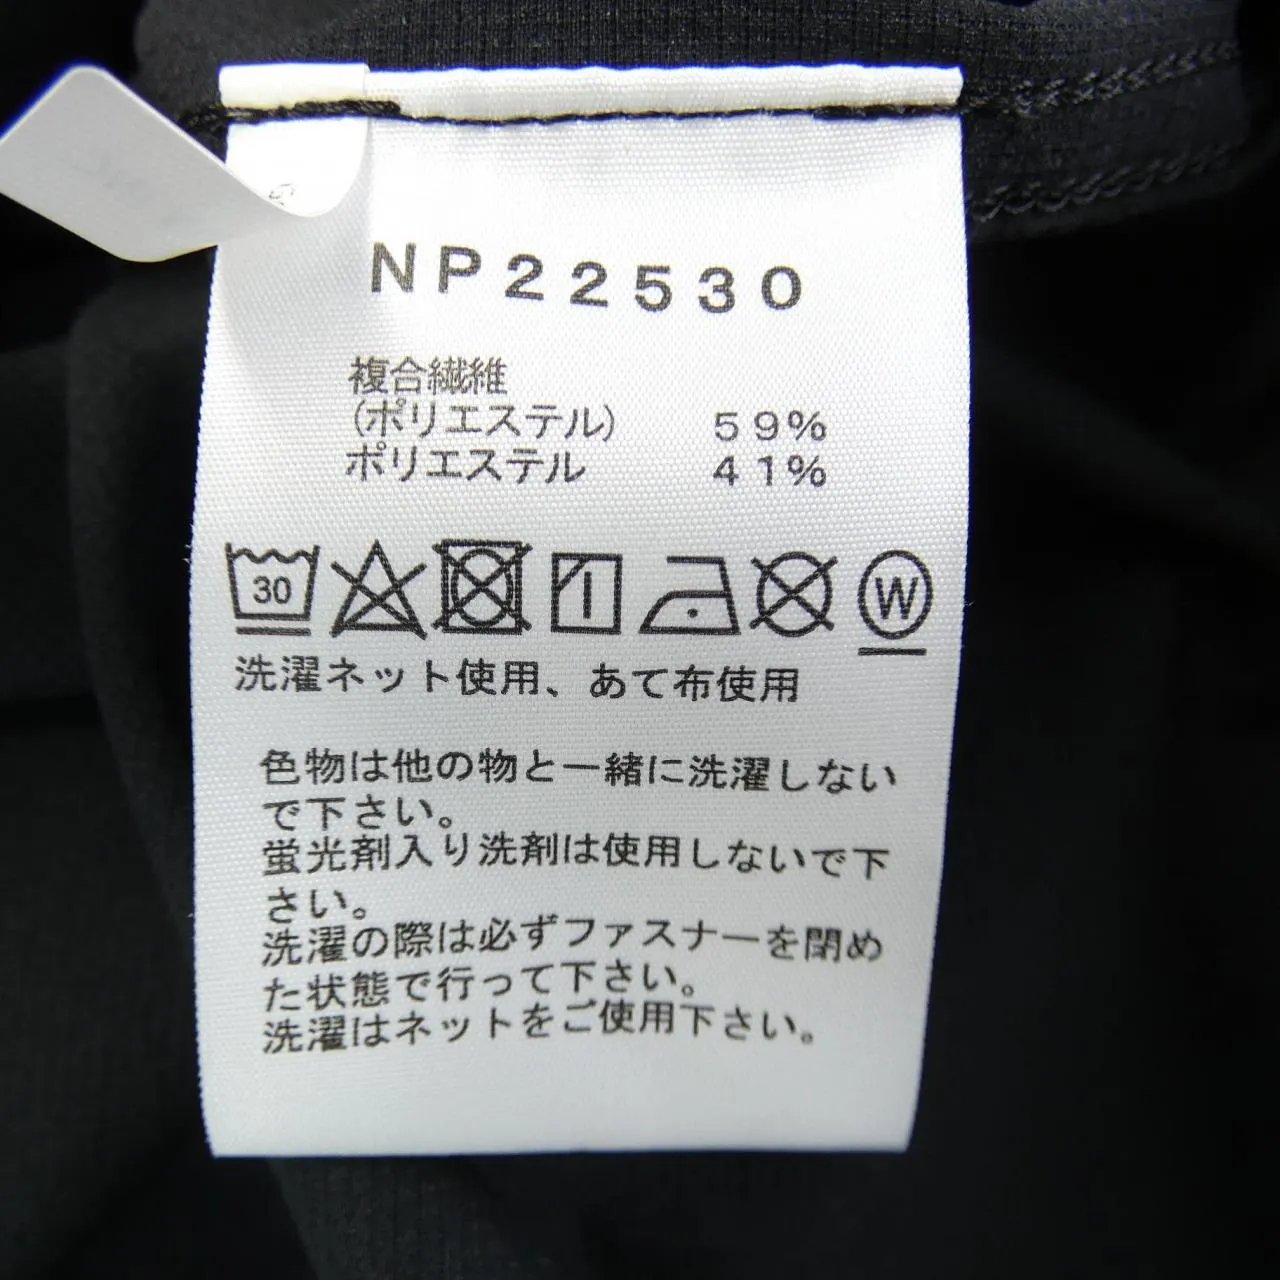 NP22530
複合繊維
(ポリエステル) 59%
ポリエステル 41%
30 W
洗濯ネット使用、あて布使用
色物は他の物と一緒に洗濯しない
で下さい。
蛍光剤入り洗剤は使用しないで下
さい。
洗濯の際は必ずファスナーを閉め
た状態で行って下さい。
洗濯はネットをご使用下さい。